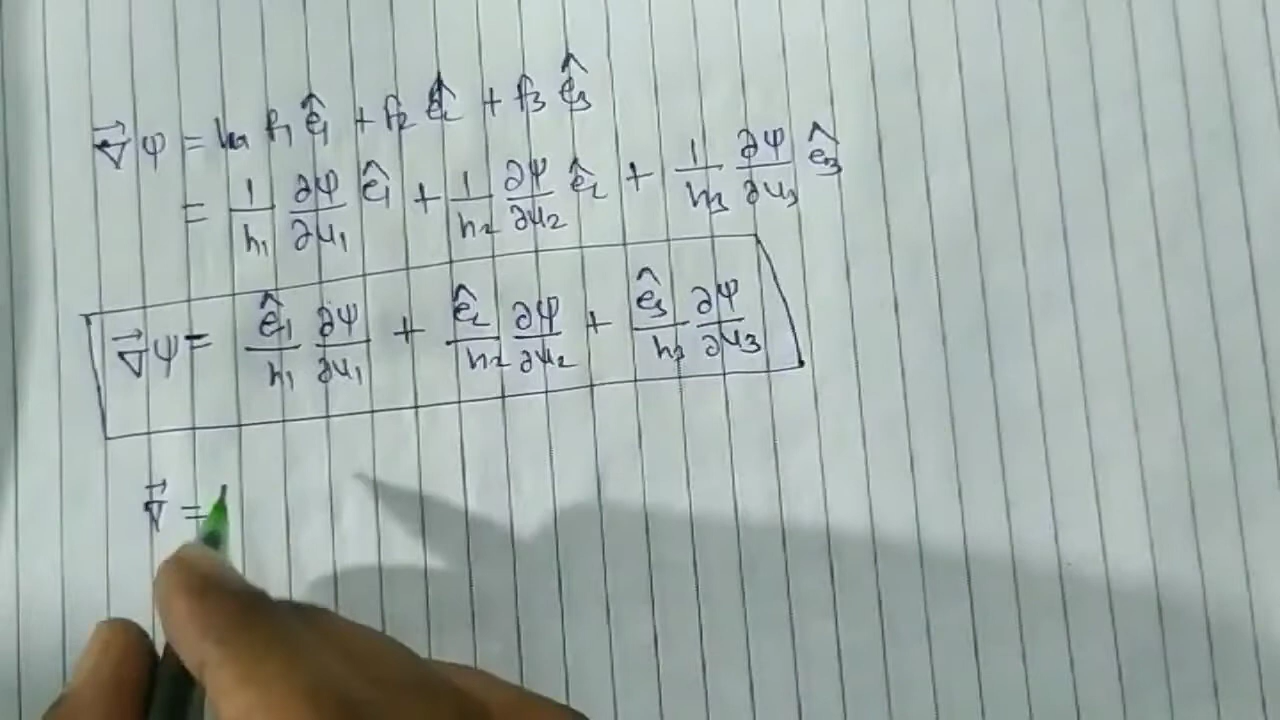 ∇⃗ψ = f₁ ê₁ + f₂ ê₂ + f₃ ê₃
= 1/h₁ ∂ψ/∂u₁ ê₁ + 1/h₂ ∂ψ/∂u₂ ê₂ + 1/h₃ ∂ψ/∂u₃ ê₃
∇⃗ψ = ê₁/h₁ ∂ψ/∂u₁ + ê₂/h₂ ∂ψ/∂u₂ + ê₃/h₃ ∂ψ/∂u₃
∇⃗ =